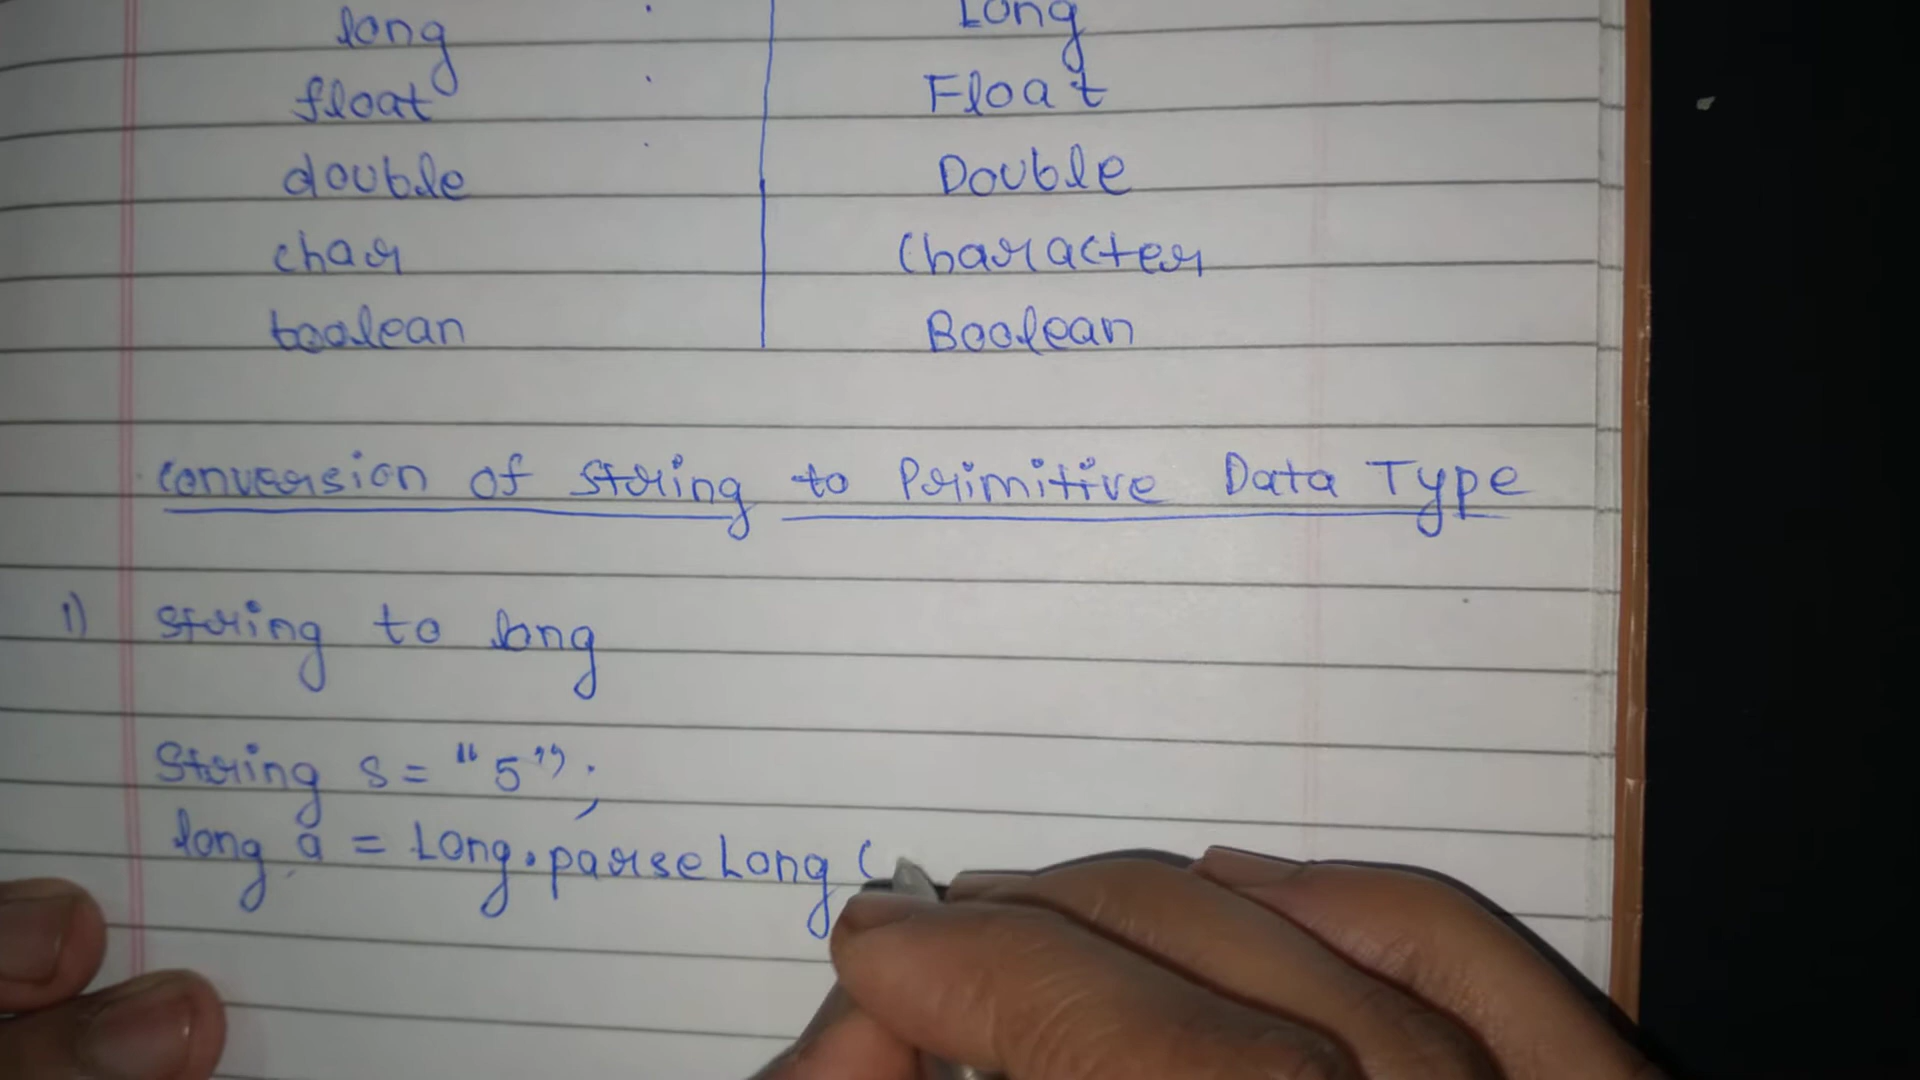 long Long
float Float
double Double
char Character
boolean Boolean
Conversion of String to Primitive Data Type
1) String to long
String s = "5";
long a = Long.parseLong (